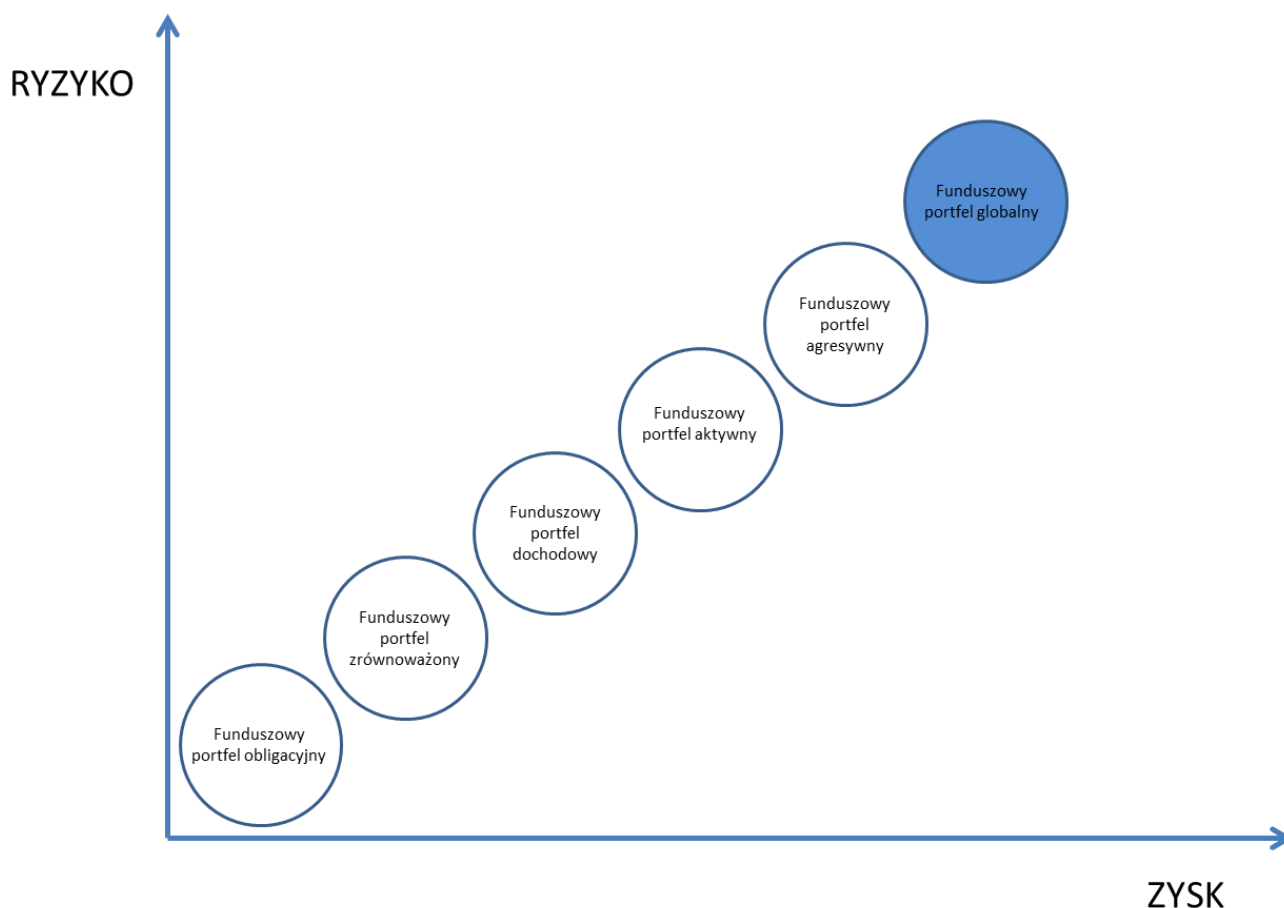 RYZYKO
Funduszowy
portfel globalny
Funduszowy
portfel
agresywny
Funduszowy
portfel aktywny
Funduszowy
portfel
dochodowy
Funduszowy
portfel
zrównoważony
Funduszowy
portfel obligacyjny
ZYSK